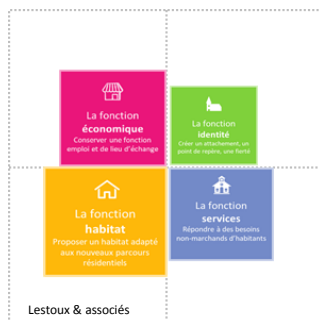 La fonction
économique
Conserver une fonction
emploi et de lieu d'échange
La fonction
identité
Créer un attachement, un
point de repère, une fierté
La fonction
habitat
Proposer un habitat adapté
aux nouveaux parcours
résidentiels
La fonction
services
Répondre à des besoins
non-marchands d'habitants
Lestoux & associés